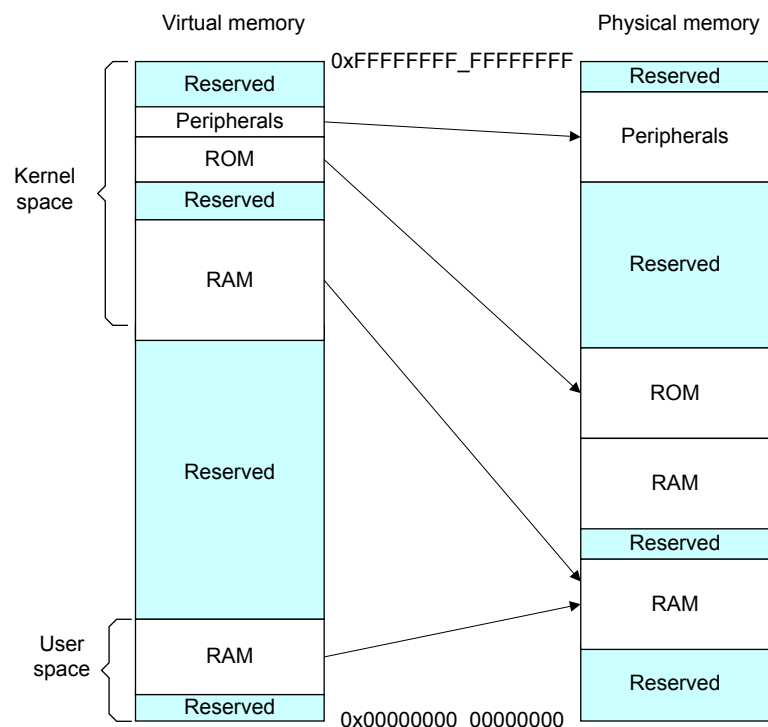 Virtual memory
Physical memory
0xFFFFFFFF_FFFFFFFF
Reserved
Peripherals
ROM
Reserved
RAM
Reserved
RAM
Reserved
Kernel
space
User
space
Reserved
Peripherals
Reserved
ROM
RAM
Reserved
RAM
Reserved
0x00000000_00000000